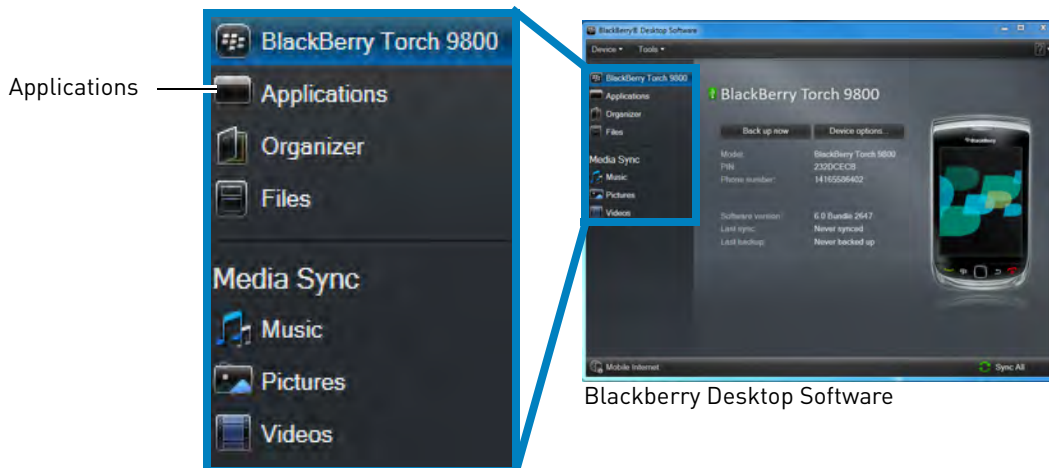 Applications
BlackBerry Torch 9800
Applications
Organizer
Files
Media Sync
Music
Pictures
Videos
BlackBerry® Desktop Software
Device
Tools
?
BlackBerry Torch 9800
Applications
Organizer
Files
Media Sync
Music
Pictures
Videos
BlackBerry Torch 9800
Back up now
Device options...
Model: BlackBerry Torch 9800
PIN: 232DCECB
Phone number: 14165506402
Software version: 6.0 Bundle 2647
Last sync: Never synced
Last backup: Never backed up
BlackBerry
Mobile Internet
Sync All
Blackberry Desktop Software